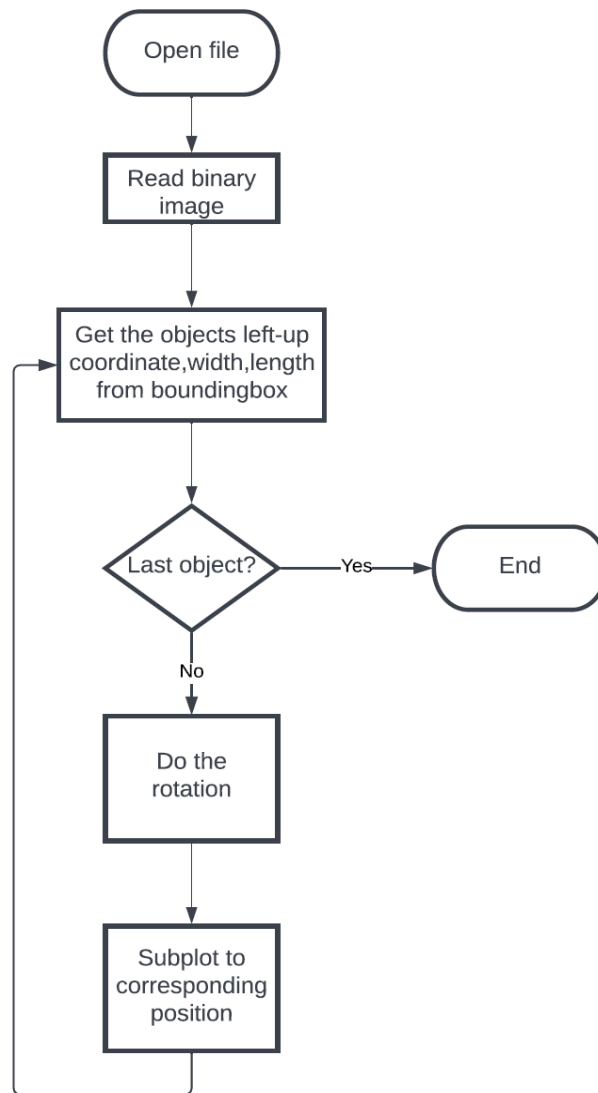 Open file
Read binary
image
Get the objects left-up
coordinate,width,length
from boundingbox
Last object?
Yes
End
No
Do the
rotation
Subplot to
corresponding
position